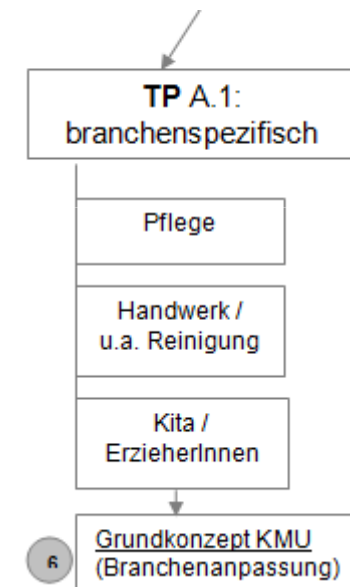 TP A.1:
branchenspezifisch
Pflege
Handwerk /
u.a. Reinigung
Kita /
ErzieherInnen
6
Grundkonzept KMU
(Branchenanpassung)